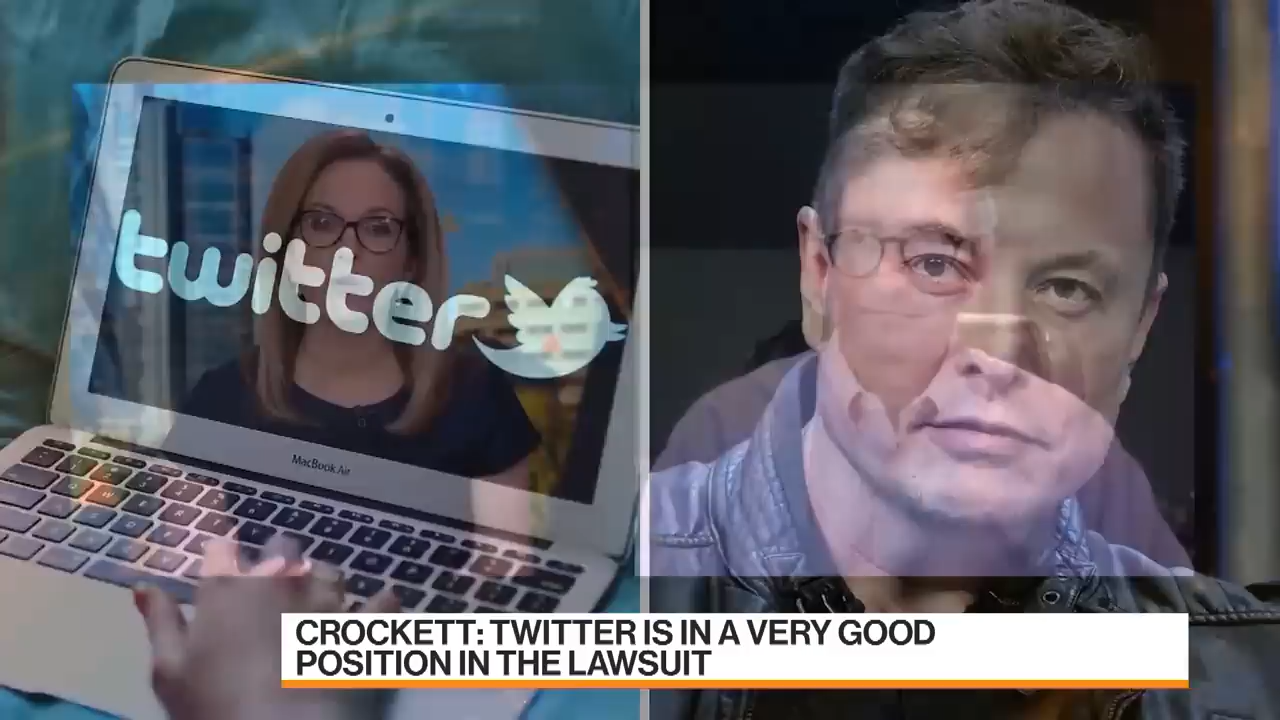 twitter
MacBook Air
CROCKETT: TWITTER IS IN A VERY GOOD
POSITION IN THE LAWSUIT